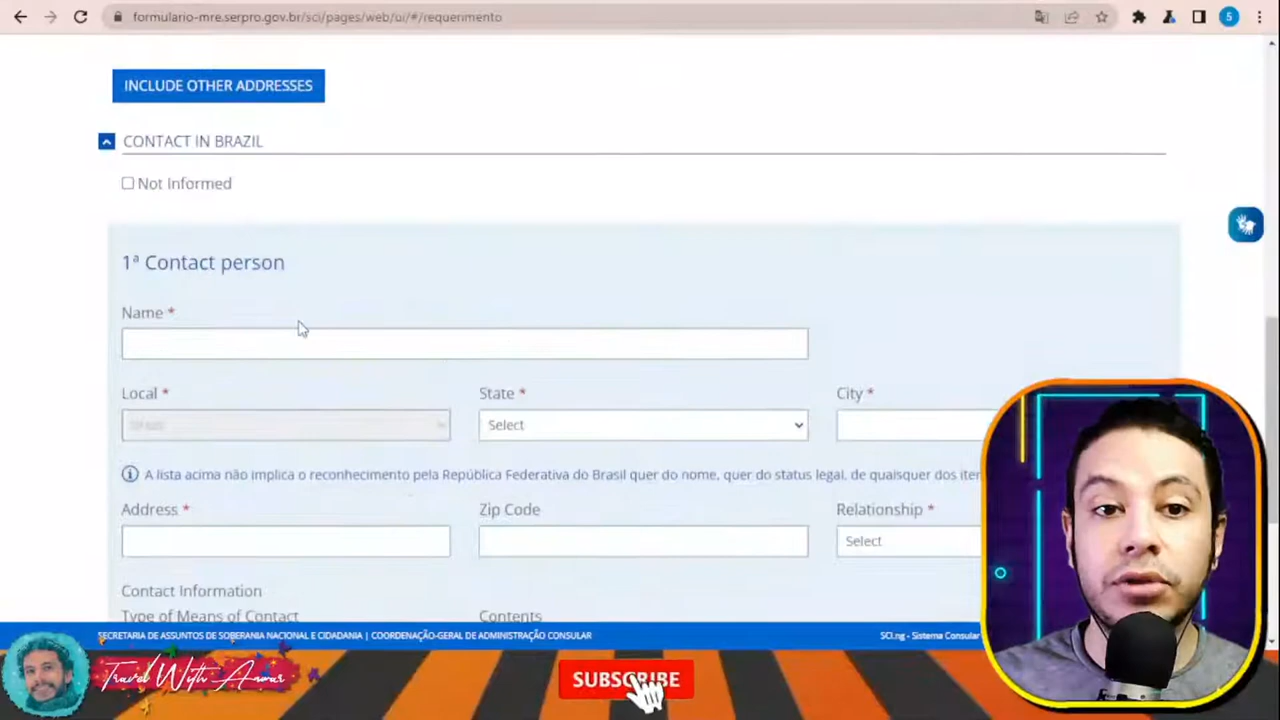 formulario-mre.serpro.gov.br/sci/pages/web/ui/#/requerimento
5
INCLUDE OTHER ADDRESSES
CONTACT IN BRAZIL
Not Informed
1ª Contact person
Name *
Local * State * City *
Select
A lista acima não implica o reconhecimento pela República Federativa do Brasil quer do nome, quer do status legal, de quaisquer dos
Address * Zip Code Relationship *
Select
Contact Information
Type of Means of Contact Contents
SECRETARIA DE ASSUNTOS DE SOBERANIA NACIONAL E CIDADANIA | COORDENAÇÃO-GERAL DE ADMINISTRAÇÃO CONSULAR SCI.ng - Sistema Consular
Travel With Anwar
SUBSCRIBE